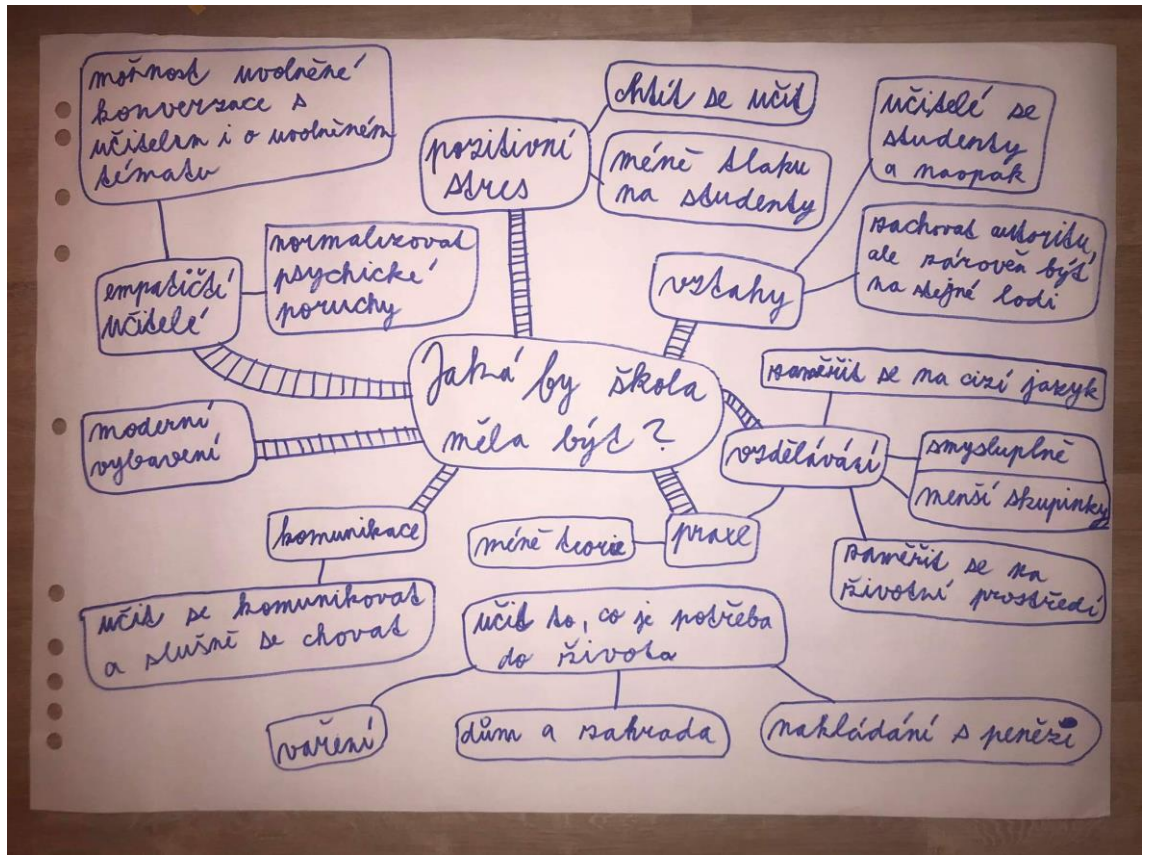 možnost uvolněné
konverzace s
učitelem i o uvolněném
tématu
empatičtí
učitelé
normalizovat
psychické
poruchy
pozitivní
stres
chtít se učit
méně tlaku
na studenty
vztahy
učitelé se
studenty
a naopak
zachovat autoritu,
ale zárověň být
na stejné lodi
Jaká by škola
měla být?
moderní
vybavení
zaměřit se na cizí jazyk
vzdělávání
smysluplné
menší skupinky
zaměřit se na
životní prostředí
praxe
méně teorie
komunikace
učit se komunikovat
a slušně se chovat
učit to, co je potřeba
do života
vaření
dům a zahrada
nakládání s penězi